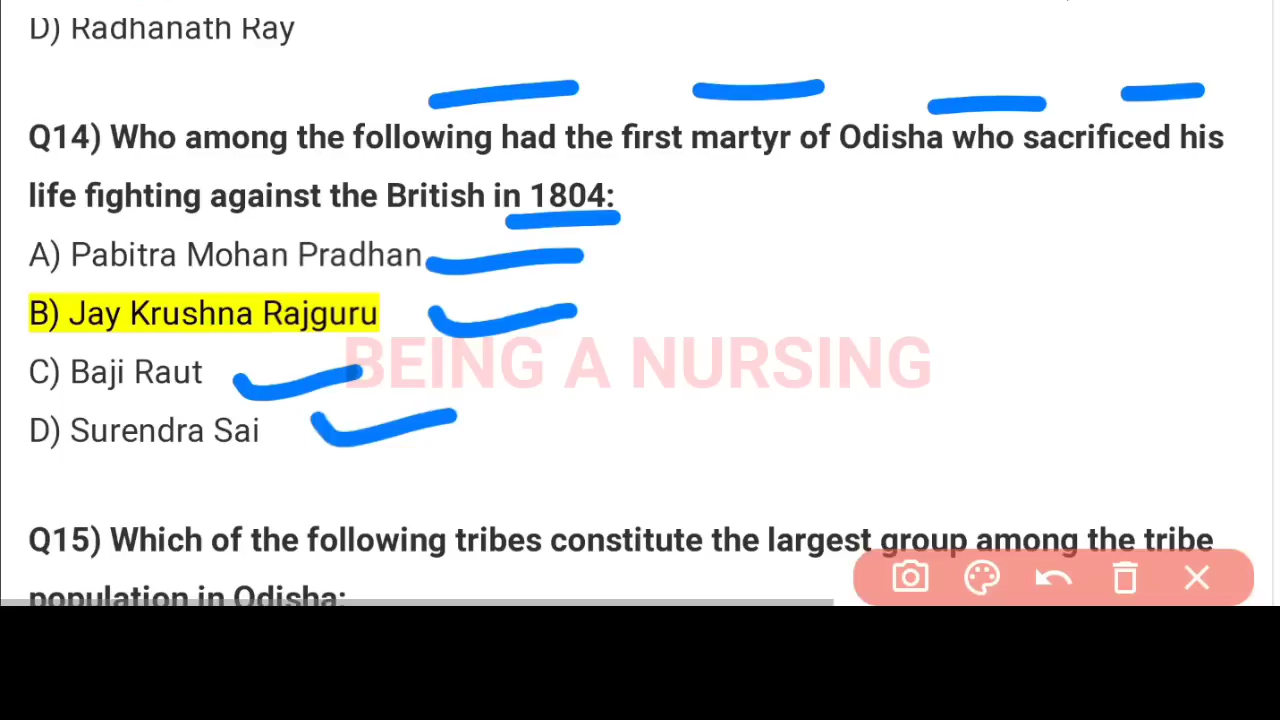 D) Radhanath Ray
Q14) Who among the following had the first martyr of Odisha who sacrificed his
life fighting against the British in 1804:
A) Pabitra Mohan Pradhan
B) Jay Krushna Rajguru
BEING A NURSING
C) Baji Raut
D) Surendra Sai
Q15) Which of the following tribes constitute the largest group among the tribe
population in Odisha: